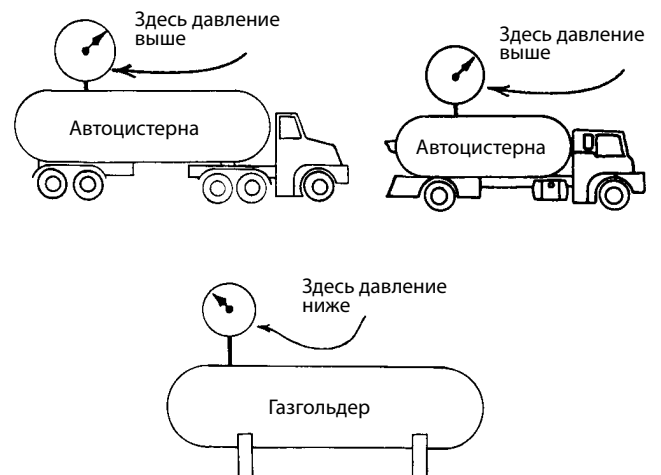 Здесь давление
выше
Автоцистерна
Здесь давление
выше
Автоцистерна
Здесь давление
ниже
Газгольдер